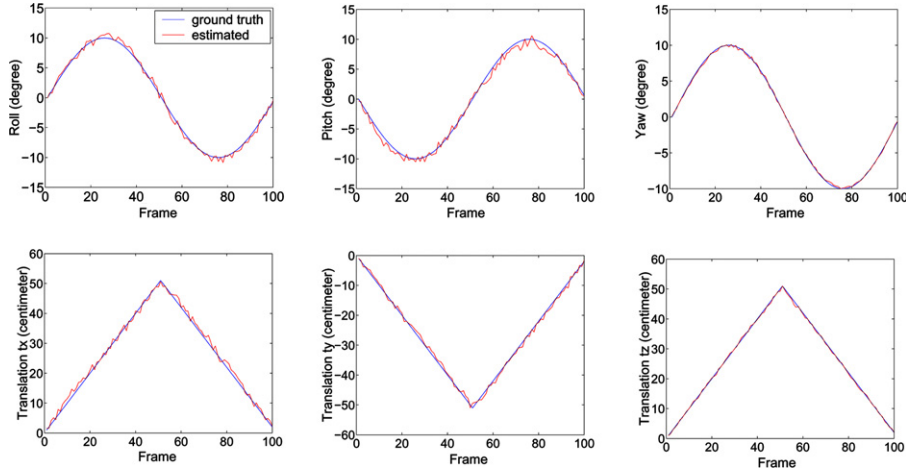 ground truth
estimated
15
10
5
0
−5
−10
−15
Roll (degree)
0 20 40 60 80 100
Frame
15
10
5
0
−5
−10
15
Pitch (degree)
0 20 40 60 80 100
Frame
15
10
5
0
−5
−10
Yaw (degree)
0 20 40 60 80 100
Frame
60
50
40
30
20
10
0
Translation tx (centimeter)
0 20 40 60 80 100
Frame
0
−10
−20
−30
−40
−50
−60
Translation ty (centimeter)
0 20 40 60 80 100
Frame
60
50
40
30
20
10
0
Translation tz (centimeter)
0 20 40 60 80 100
Frame